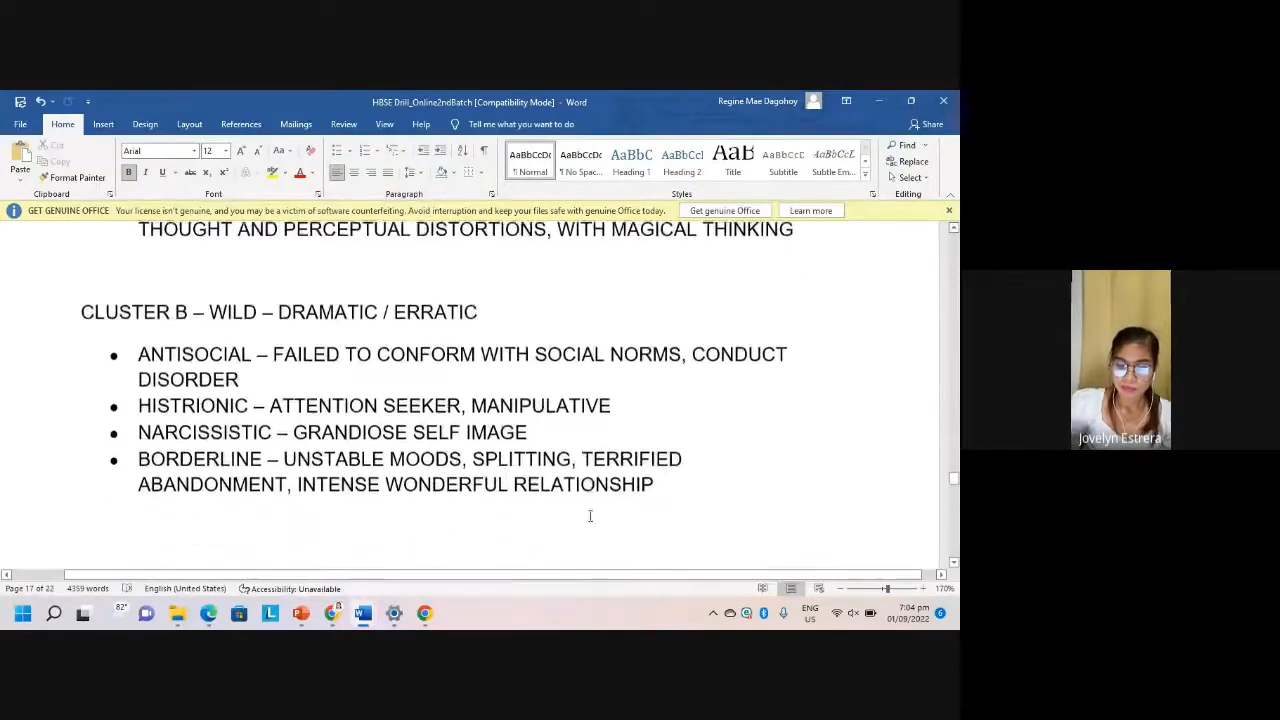 HBSE Drill_Online2ndBatch [Compatibility Mode] - Word
Regine Mae Dagohoy
File Home Insert Design Layout References Mailings Review View Help Tell me what you want to do Share
Cut
Copy
Paste
Format Painter
Arial 12
AaBbCcDc AaBbCcDc AaBbC AaBbCcI AaB AaBbCcD AaBbCcL
¶ Normal ¶ No Spac... Heading 1 Heading 2 Title Subtitle Subtle Em...
Find
Replace
Select
Clipboard Font Paragraph Styles Editing
GET GENUINE OFFICE Your license isn't genuine, and you may be a victim of software counterfeiting. Avoid interruption and keep your files safe with genuine Office today. Get genuine Office Learn more
THOUGHT AND PERCEPTUAL DISTORTIONS, WITH MAGICAL THINKING
CLUSTER B – WILD – DRAMATIC / ERRATIC
• ANTISOCIAL – FAILED TO CONFORM WITH SOCIAL NORMS, CONDUCT
DISORDER
• HISTRIONIC – ATTENTION SEEKER, MANIPULATIVE
• NARCISSISTIC – GRANDIOSE SELF IMAGE
• BORDERLINE – UNSTABLE MOODS, SPLITTING, TERRIFIED
ABANDONMENT, INTENSE WONDERFUL RELATIONSHIP
Jovelyn Estrera
Page 17 of 22 4359 words English (United States) Accessibility: Unavailable 170%
82°
ENG
US
7:04 pm
01/09/2022
6